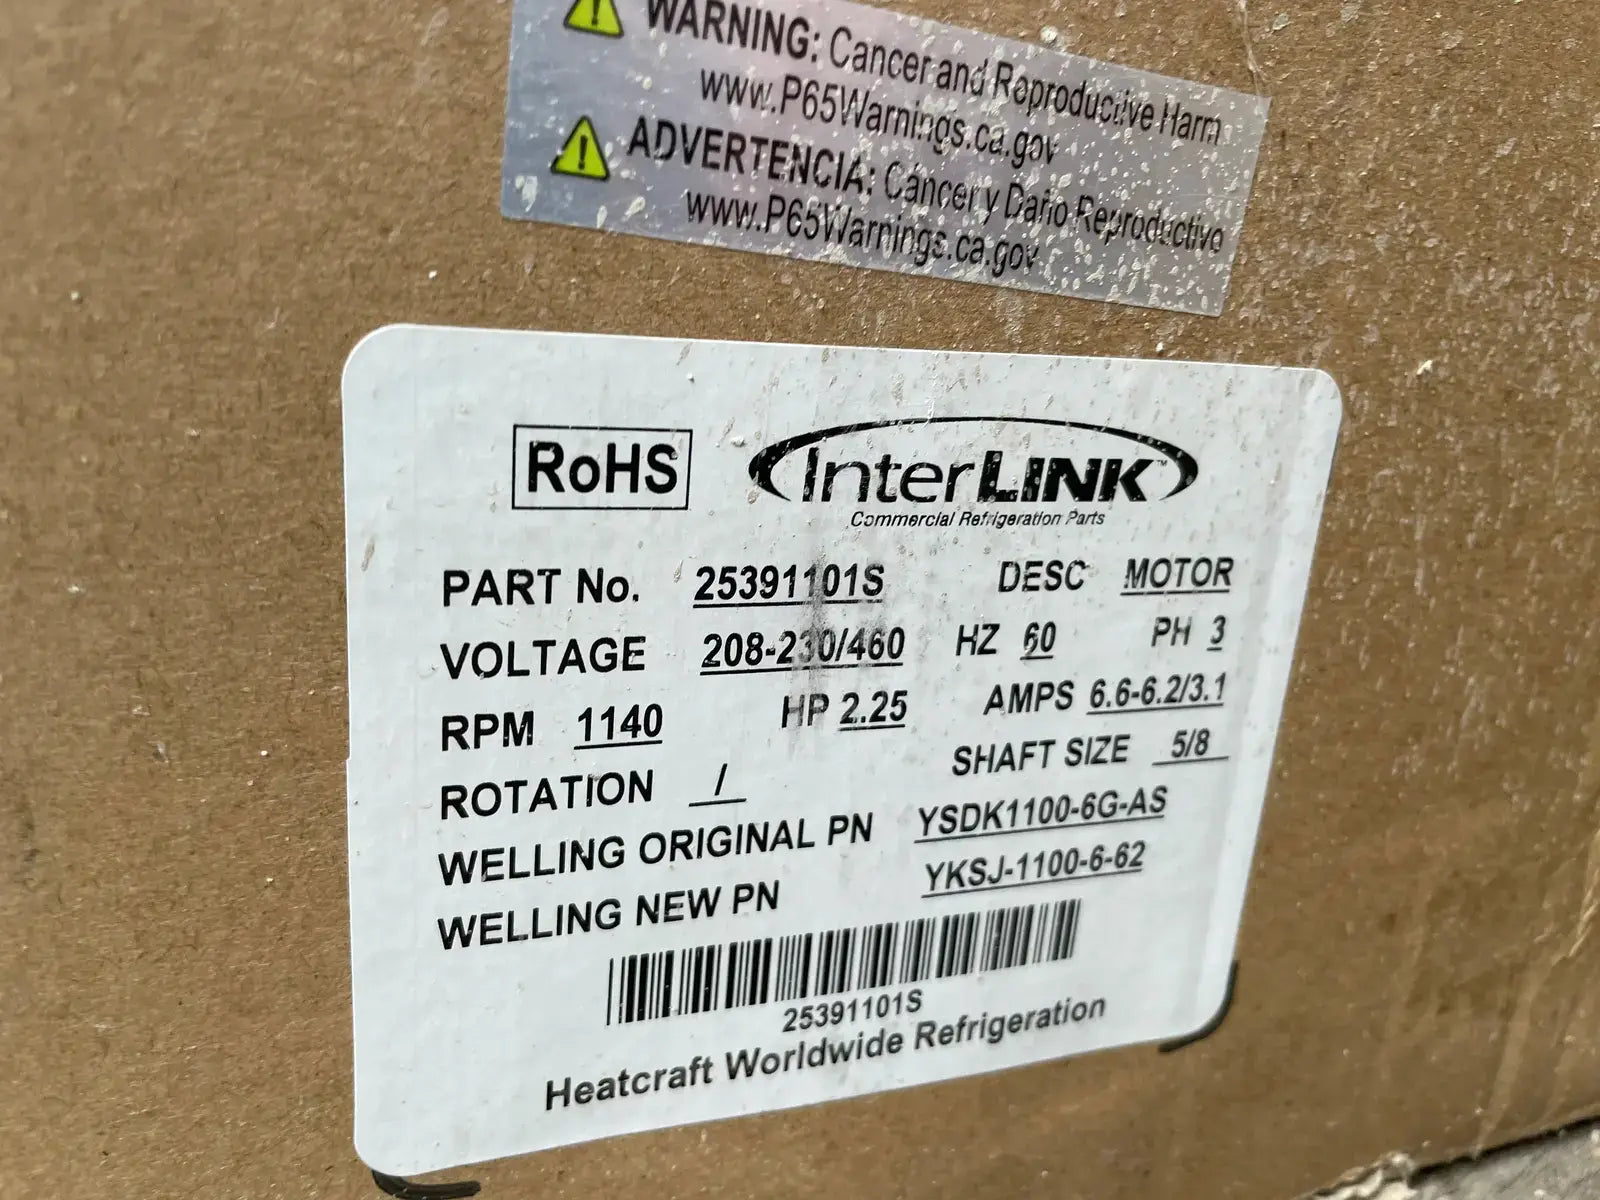 WARNING: Cancer and Reproductive Harm
www.P65Warnings.ca.gov
ADVERTENCIA: Cáncer y Daño Reproductivo
www.P65Warnings.ca.gov
RoHS InterLINK™
Commercial Refrigeration Parts
PART No. 25391101S DESC MOTOR
VOLTAGE 208-230/460 HZ 60 PH 3
RPM 1140 HP 2.25 AMPS 6.6-6.2/3.1
ROTATION / SHAFT SIZE 5/8
WELLING ORIGINAL PN YSDK1100-6G-AS
WELLING NEW PN YKSJ-1100-6-62
25391101S
Heatcraft Worldwide Refrigeration